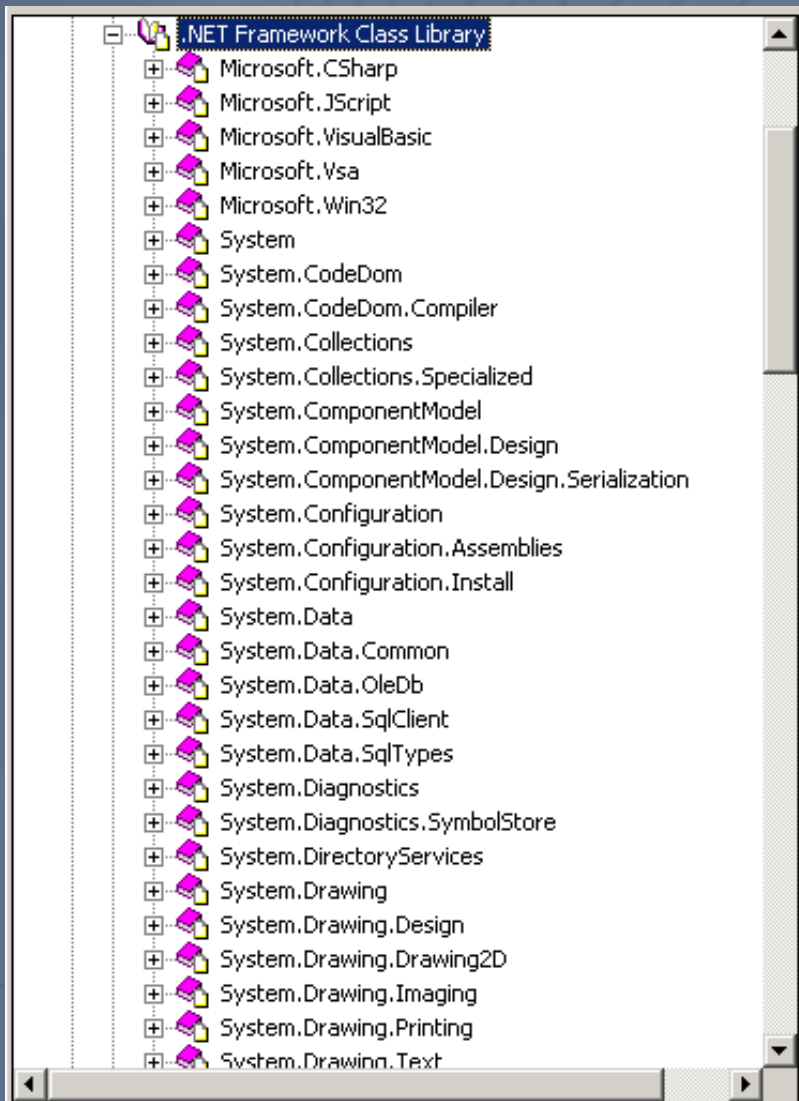 .NET Framework Class Library
Microsoft.CSharp
Microsoft.JScript
Microsoft.VisualBasic
Microsoft.Vsa
Microsoft.Win32
System
System.CodeDom
System.CodeDom.Compiler
System.Collections
System.Collections.Specialized
System.ComponentModel
System.ComponentModel.Design
System.ComponentModel.Design.Serialization
System.Configuration
System.Configuration.Assemblies
System.Configuration.Install
System.Data
System.Data.Common
System.Data.OleDb
System.Data.SqlClient
System.Data.SqlTypes
System.Diagnostics
System.Diagnostics.SymbolStore
System.DirectoryServices
System.Drawing
System.Drawing.Design
System.Drawing.Drawing2D
System.Drawing.Imaging
System.Drawing.Printing
System.Drawing.Text